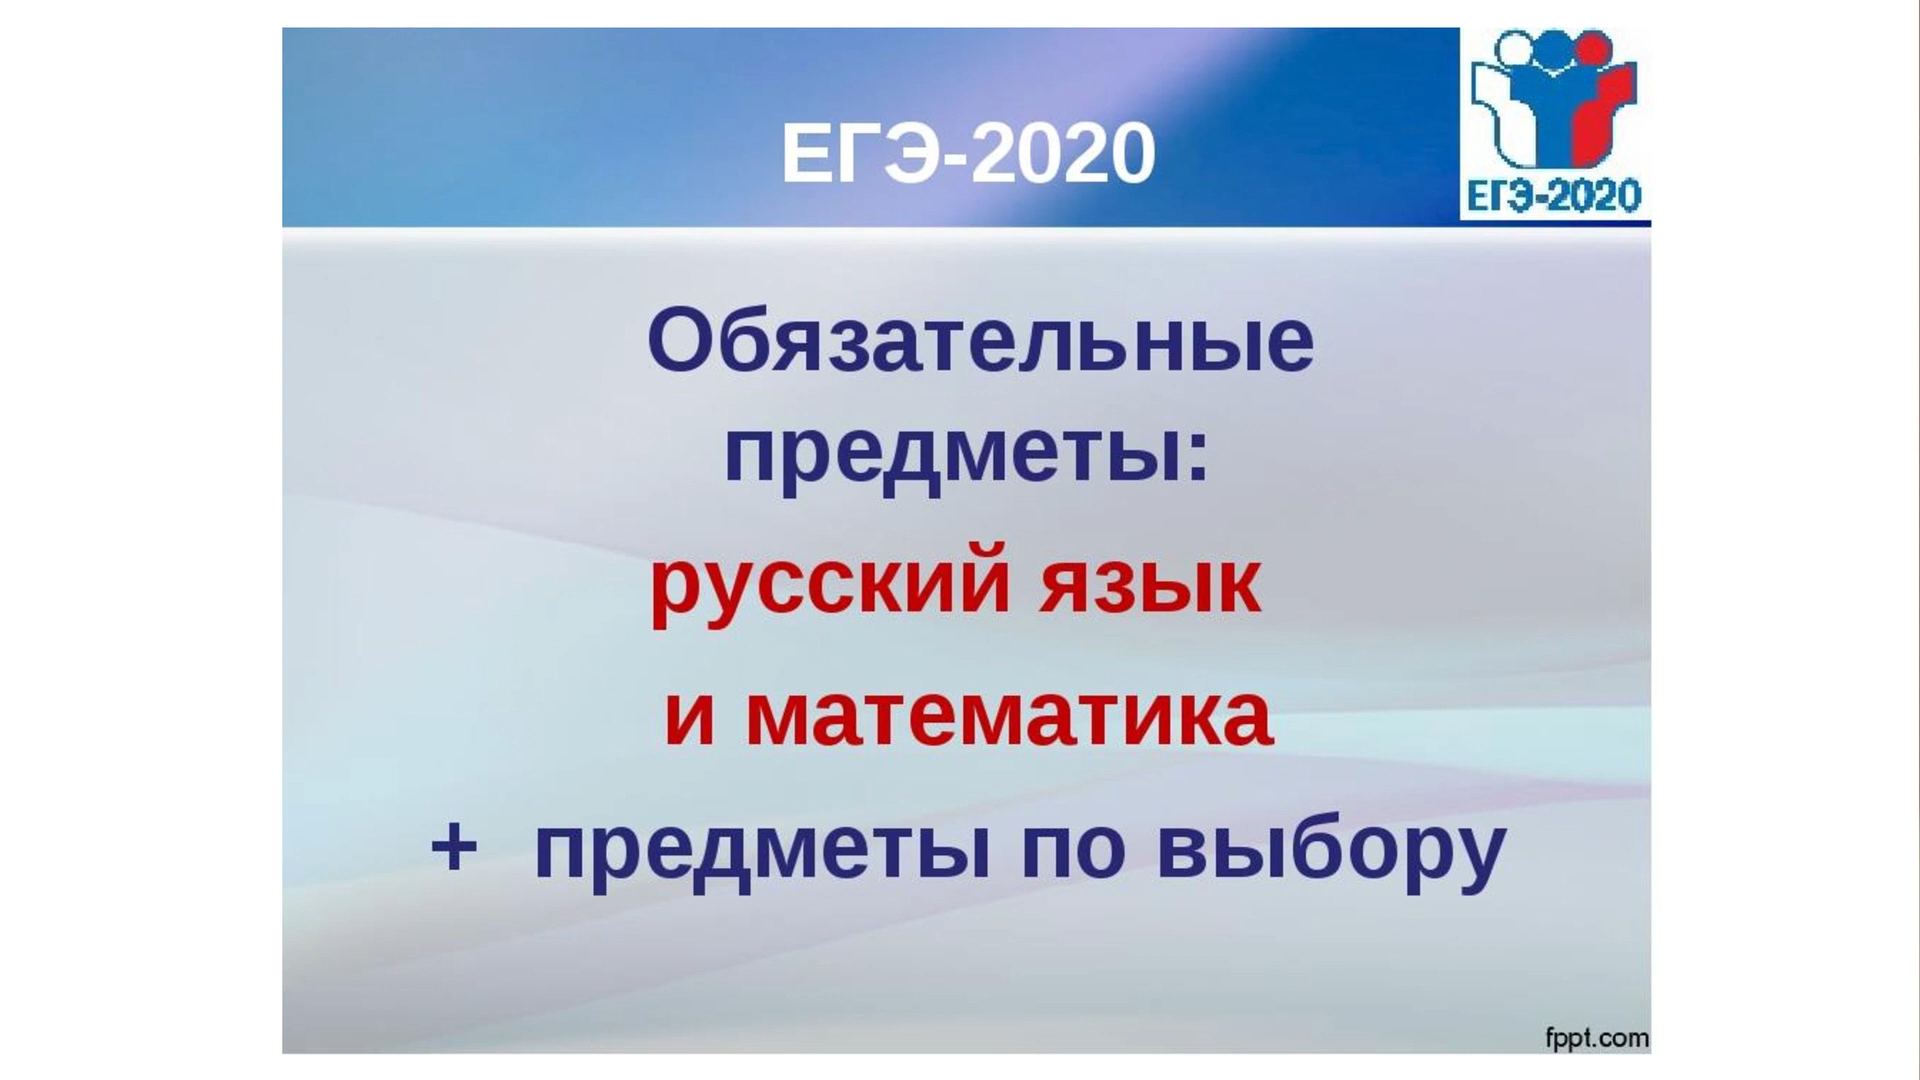 ЕГЭ-2020
ЕГЭ-2020
Обязательные
предметы:
русский язык
и математика
+ предметы по выбору
fppt.com